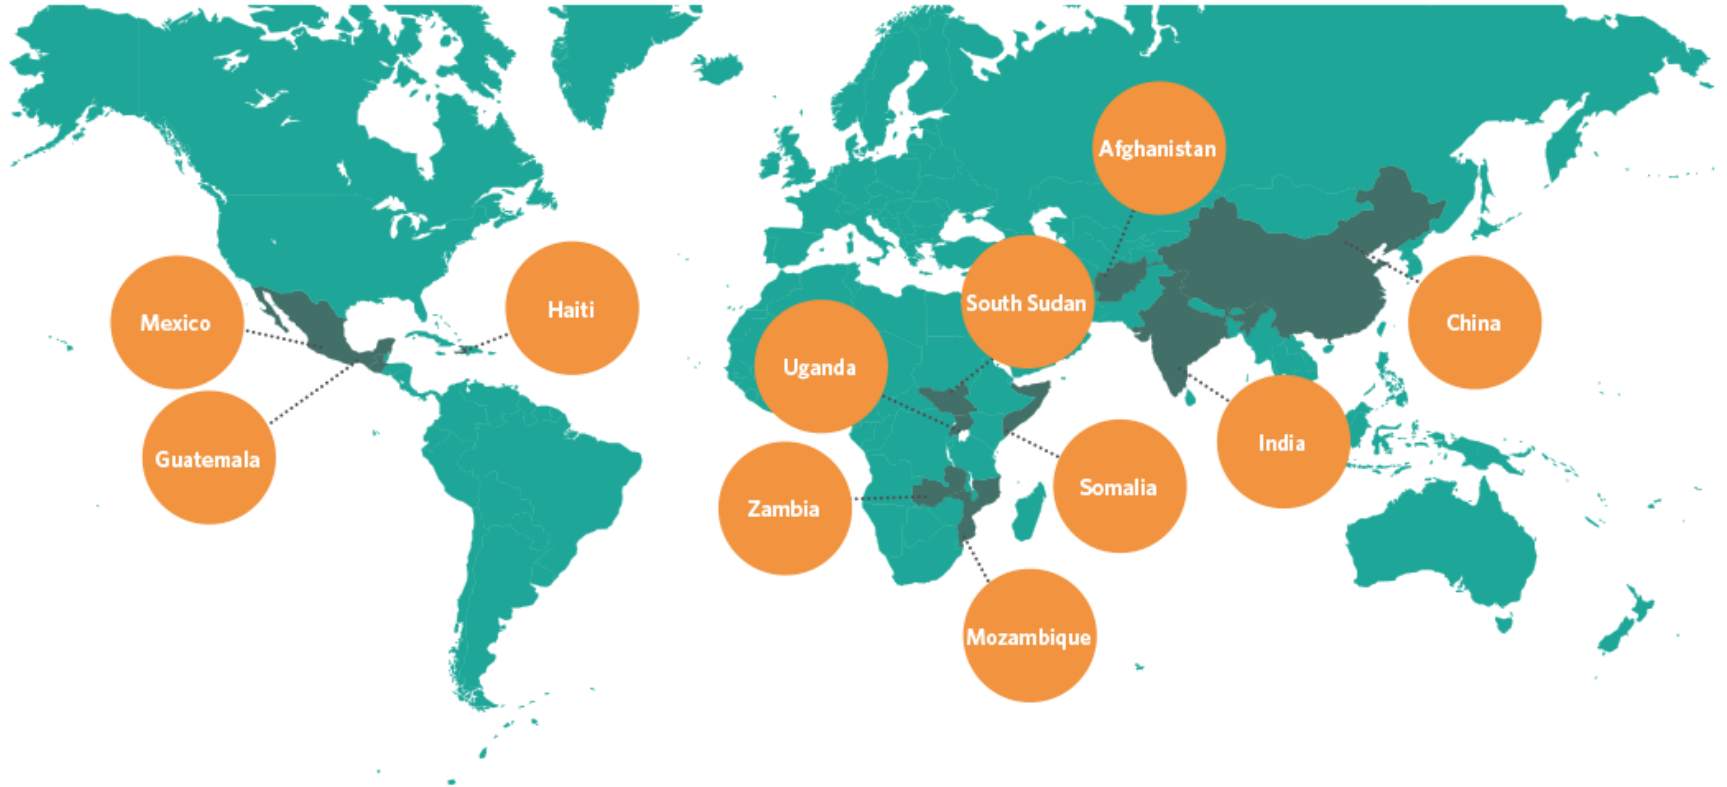 Afghanistan
South Sudan
Mexico
Haiti
Uganda
China
Guatemala
India
Zambia
Somalia
Mozambique